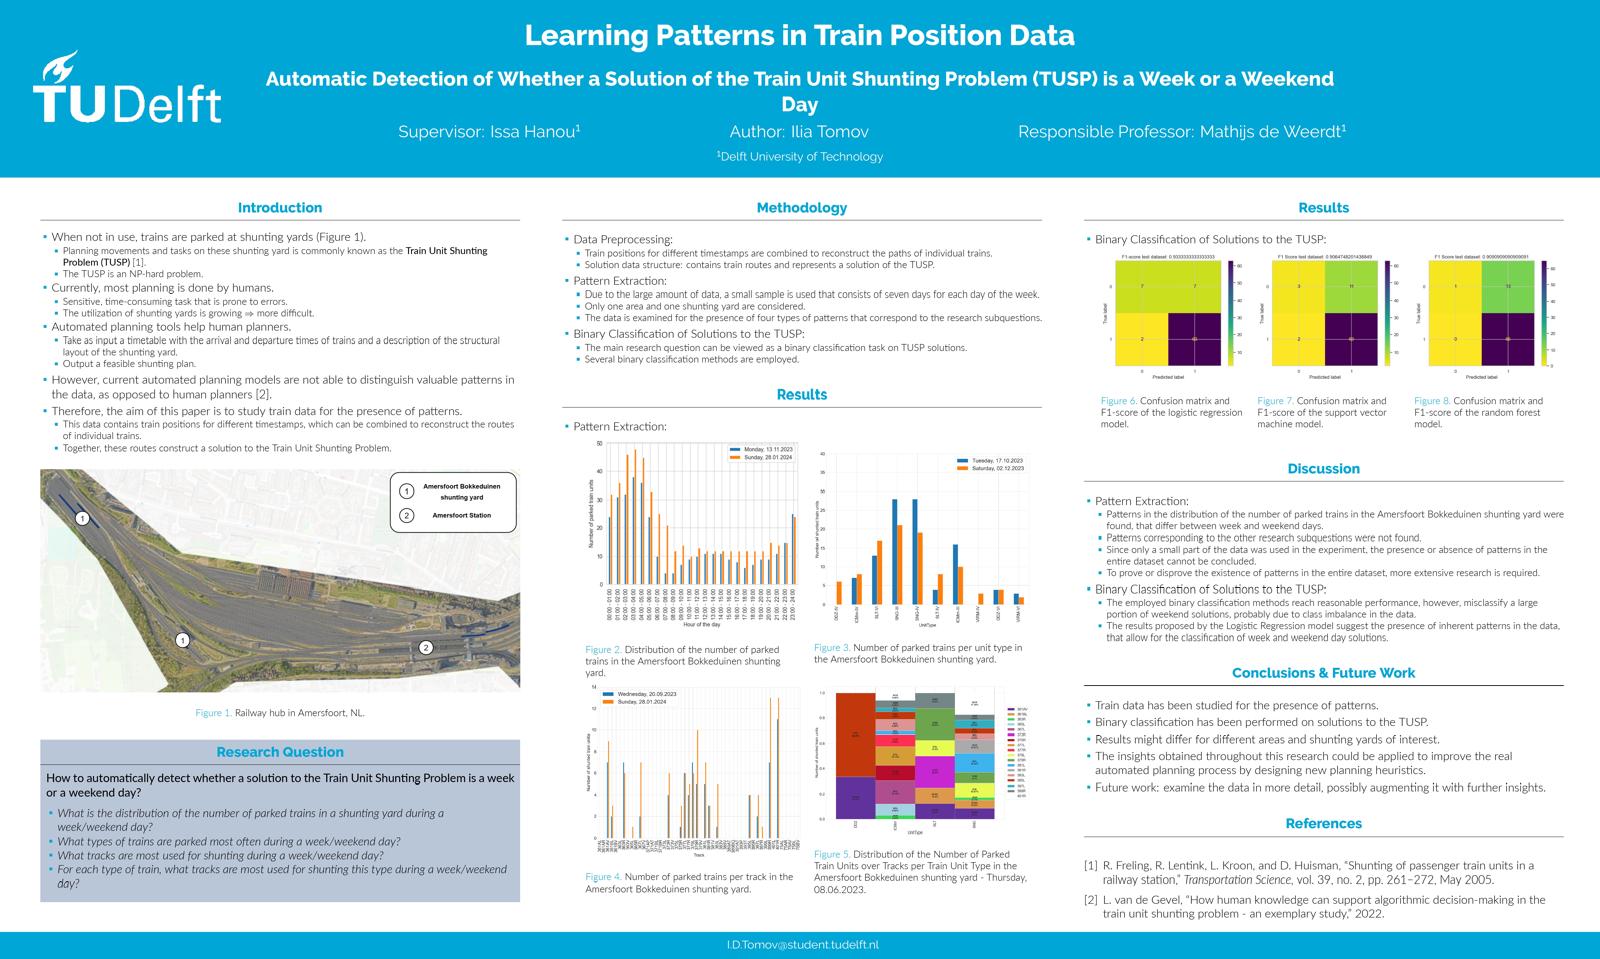 Learning Patterns in Train Position Data
Automatic Detection of Whether a Solution of the Train Unit Shunting Problem (TUSP) is a Week or a Weekend
Day
TU Delft
Supervisor: Issa Hanou¹
Author: Ilia Tomov
Responsible Professor: Mathijs de Weerdt¹
¹Delft University of Technology
Introduction
When not in use, trains are parked at shunting yards (Figure 1).
Planning movements and tasks on these shunting yard is commonly known as the Train Unit Shunting
Problem (TUSP) [1].
The TUSP is an NP-hard problem.
Currently, most planning is done by humans.
Sensitive, time-consuming task that is prone to errors.
The utilization of shunting yards is growing ⇒ more difficult.
Automated planning tools help human planners.
Take as input a timetable with the arrival and departure times of trains and a description of the structural
layout of the shunting yard.
Output a feasible shunting plan.
However, current automated planning models are not able to distinguish valuable patterns in
the data, as opposed to human planners [2].
Therefore, the aim of this paper is to study train data for the presence of patterns.
This data contains train positions for different timestamps, which can be combined to reconstruct the routes
of individual trains.
Together, these routes construct a solution to the Train Unit Shunting Problem.
1 Amersfoort Bokkeduinen
shunting yard
2 Amersfoort Station
1
1
2
Figure 1. Railway hub in Amersfoort, NL.
Research Question
How to automatically detect whether a solution to the Train Unit Shunting Problem is a week
or a weekend day?
What is the distribution of the number of parked trains in a shunting yard during a
week/weekend day?
What types of trains are parked most often during a week/weekend day?
What tracks are most used for shunting during a week/weekend day?
For each type of train, what tracks are most used for shunting this type during a week/weekend
day?
Methodology
Data Preprocessing:
Train positions for different timestamps are combined to reconstruct the paths of individual trains.
Solution data structure: contains train routes and represents a solution of the TUSP.
Pattern Extraction:
Due to the large amount of data, a small sample is used that consists of seven days for each day of the week.
Only one area and one shunting yard are considered.
The data is examined for the presence of four types of patterns that correspond to the research subquestions.
Binary Classification of Solutions to the TUSP:
The main research question can be viewed as a binary classification task on TUSP solutions.
Several binary classification methods are employed.
Results
Pattern Extraction:
Monday, 13.11.2023
Sunday, 28.01.2024
Number of parked train units
Hour of the day
Figure 2. Distribution of the number of parked
trains in the Amersfoort Bokkeduinen shunting
yard.
Tuesday, 17.10.2023
Saturday, 02.12.2023
Number of shunted train units
UnitType
Figure 3. Number of parked trains per unit type in
the Amersfoort Bokkeduinen shunting yard.
Wednesday, 20.09.2023
Sunday, 28.01.2024
Number of shunted train units
Track
Figure 4. Number of parked trains per track in the
Amersfoort Bokkeduinen shunting yard.
Number of shunted train units
UnitType
Figure 5. Distribution of the Number of Parked
Train Units over Tracks per Train Unit Type in the
Amersfoort Bokkeduinen shunting yard - Thursday,
08.06.2023.
Results
Binary Classification of Solutions to the TUSP:
F1-score test dataset
True label
Predicted label
Figure 6. Confusion matrix and
F1-score of the logistic regression
model.
F1 Score test dataset
True label
Predicted label
Figure 7. Confusion matrix and
F1-score of the support vector
machine model.
F1 Score test dataset
True label
Predicted label
Figure 8. Confusion matrix and
F1-score of the random forest
model.
Discussion
Pattern Extraction:
Patterns in the distribution of the number of parked trains in the Amersfoort Bokkeduinen shunting yard were
found, that differ between week and weekend days.
Patterns corresponding to the other research subquestions were not found.
Since only a small part of the data was used in the experiment, the presence or absence of patterns in the
entire dataset cannot be concluded.
To prove or disprove the existence of patterns in the entire dataset, more extensive research is required.
Binary Classification of Solutions to the TUSP:
The employed binary classification methods reach reasonable performance, however, misclassify a large
portion of weekend solutions, probably due to class imbalance in the data.
The results proposed by the Logistic Regression model suggest the presence of inherent patterns in the data,
that allow for the classification of week and weekend day solutions.
Conclusions & Future Work
Train data has been studied for the presence of patterns.
Binary classification has been performed on solutions to the TUSP.
Results might differ for different areas and shunting yards of interest.
The insights obtained throughout this research could be applied to improve the real
automated planning process by designing new planning heuristics.
Future work: examine the data in more detail, possibly augmenting it with further insights.
References
[1] R. Freling, R. Lentink, L. Kroon, and D. Huisman, "Shunting of passenger train units in a
railway station," Transportation Science, vol. 39, no. 2, pp. 261–272, May 2005.
[2] L. van de Gevel, "How human knowledge can support algorithmic decision-making in the
train unit shunting problem - an exemplary study," 2022.
I.D.Tomov@student.tudelft.nl